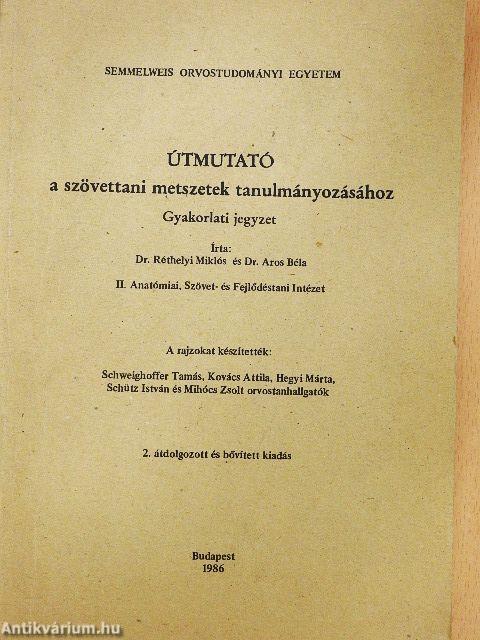 SEMMELWEIS ORVOSTUDOMÁNYI EGYETEM
ÚTMUTATÓ
a szövettani metszetek tanulmányozásához
Gyakorlati jegyzet
Írta:
Dr. Réthelyi Miklós és Dr. Aros Béla
II. Anatómiai, Szövet- és Fejlődéstani Intézet
A rajzokat készítették:
Schweighoffer Tamás, Kovács Attila, Hegyi Márta,
Schütz István és Mihócs Zsolt orvostanhallgatók
2. átdolgozott és bővített kiadás
Budapest
1986
Antikvárium.hu